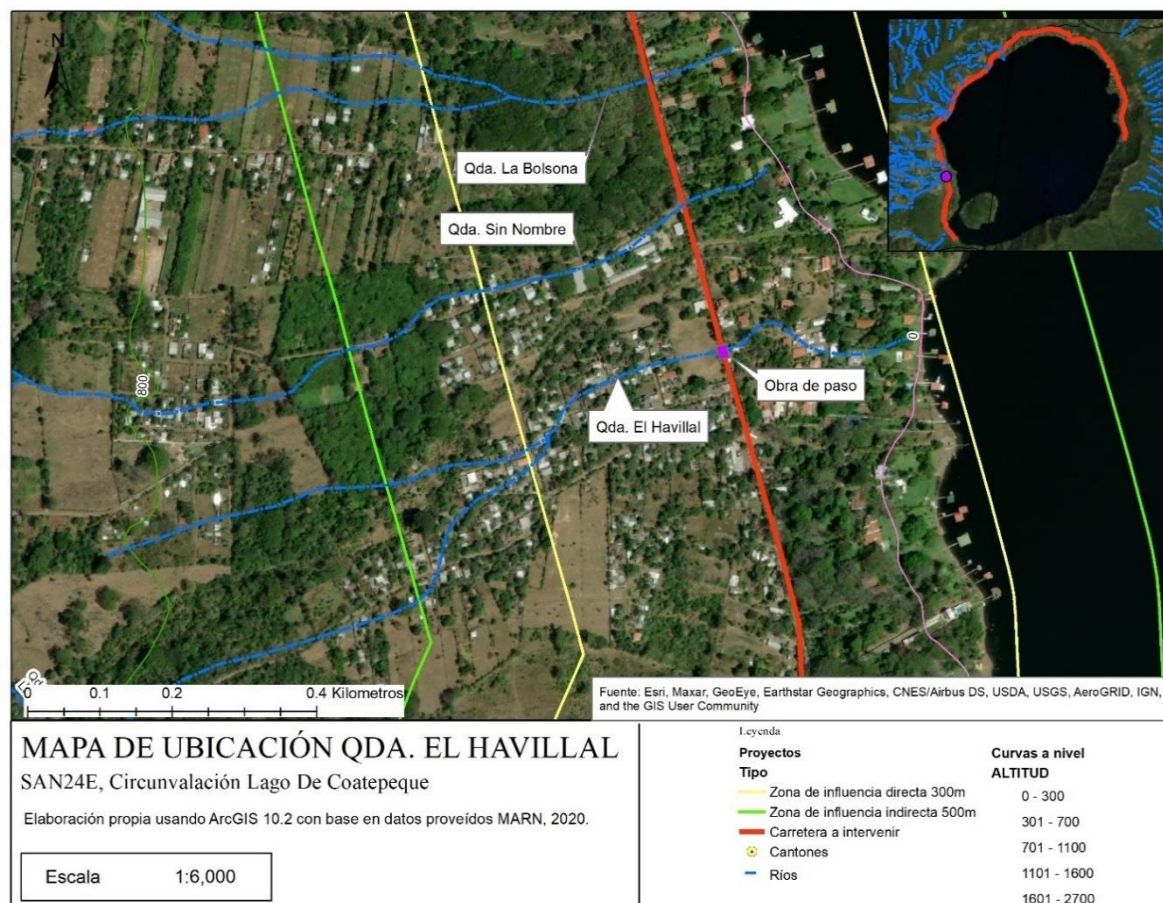 N
Qda. La Bolsona
Qda. Sin Nombre
0
Obra de paso
800
Qda. El Havillal
0 0.1 0.2 0.4 Kilometros
Fuente: Esri, Maxar, GeoEye, Earthstar Geographics, CNES/Airbus DS, USDA, USGS, AeroGRID, IGN,
and the GIS User Community
MAPA DE UBICACIÓN QDA. EL HAVILLAL
SAN24E, Circunvalación Lago De Coatepeque
Elaboración propia usando ArcGIS 10.2 con base en datos proveídos MARN, 2020.
Escala 1:6,000
Leyenda
Proyectos
Tipo
Zona de influencia directa 300m
Zona de influencia indirecta 500m
Carretera a intervenir
Cantones
Ríos
Curvas a nivel
ALTITUD
0 - 300
301 - 700
701 - 1100
1101 - 1600
1601 - 2700